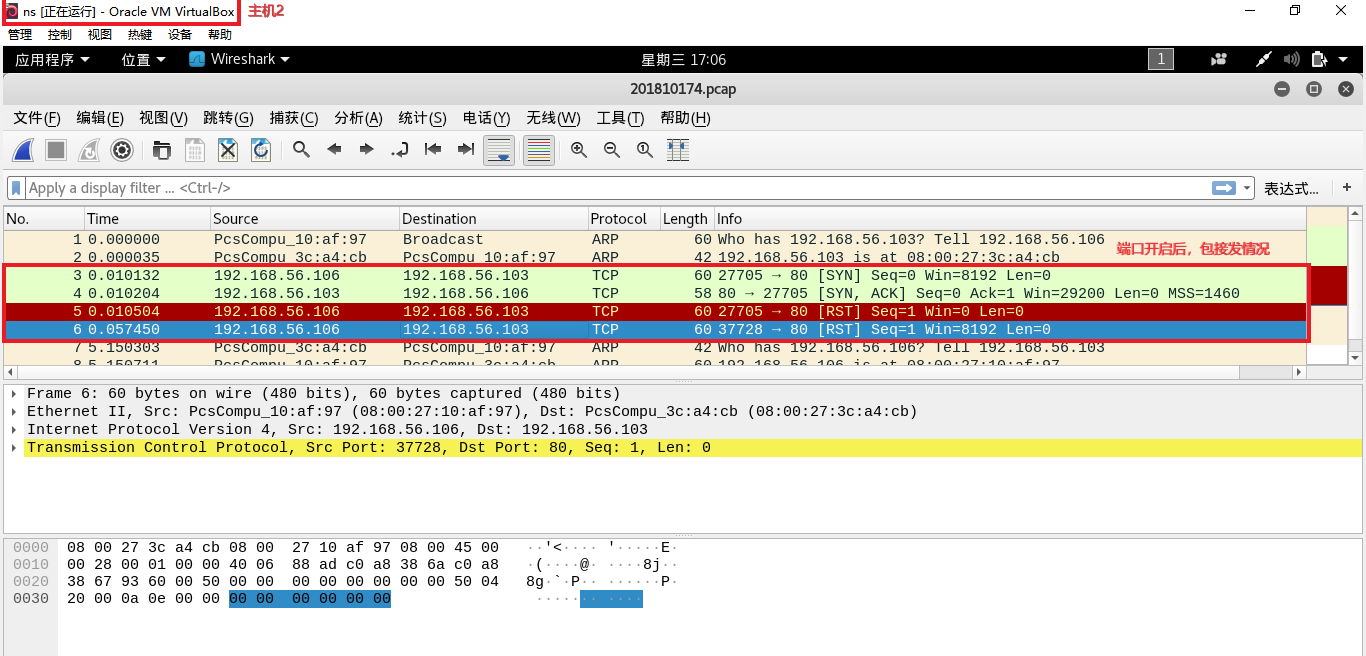 ns [正在运行] - Oracle VM VirtualBox 主机2
管理 控制 视图 热键 设备 帮助
应用程序 位置 Wireshark 星期三 17:06 1
201810174.pcap
文件(F) 编辑(E) 视图(V) 跳转(G) 捕获(C) 分析(A) 统计(S) 电话(Y) 无线(W) 工具(T) 帮助(H)
Apply a display filter ... <Ctrl-/> 表达式... +
No. Time Source Destination Protocol Length Info
1 0.000000 PcsCompu_10:af:97 Broadcast ARP 60 Who has 192.168.56.103? Tell 192.168.56.106
端口开启后，包接发情况
2 0.000035 PcsCompu_3c:a4:cb PcsCompu_10:af:97 ARP 42 192.168.56.103 is at 08:00:27:3c:a4:cb
3 0.010132 192.168.56.106 192.168.56.103 TCP 60 27705 → 80 [SYN] Seq=0 Win=8192 Len=0
4 0.010204 192.168.56.103 192.168.56.106 TCP 58 80 → 27705 [SYN, ACK] Seq=0 Ack=1 Win=29200 Len=0 MSS=1460
5 0.010504 192.168.56.106 192.168.56.103 TCP 60 27705 → 80 [RST] Seq=1 Win=0 Len=0
6 0.057450 192.168.56.106 192.168.56.103 TCP 60 37728 → 80 [RST] Seq=1 Win=8192 Len=0
7 5.150303 PcsCompu_3c:a4:cb PcsCompu_10:af:97 ARP 42 Who has 192.168.56.106? Tell 192.168.56.103
8 5.150711 PcsCompu_10:af:97 PcsCompu_3c:a4:cb ARP 60 192.168.56.106 is at 08:00:27:10:af:97
Frame 6: 60 bytes on wire (480 bits), 60 bytes captured (480 bits)
Ethernet II, Src: PcsCompu_10:af:97 (08:00:27:10:af:97), Dst: PcsCompu_3c:a4:cb (08:00:27:3c:a4:cb)
Internet Protocol Version 4, Src: 192.168.56.106, Dst: 192.168.56.103
Transmission Control Protocol, Src Port: 37728, Dst Port: 80, Seq: 1, Len: 0
0000 08 00 27 3c a4 cb 08 00 27 10 af 97 08 00 45 00 ··'<···· '·····E·
0010 00 28 00 01 00 00 40 06 88 ad c0 a8 38 6a c0 a8 ·(····@· ····8j··
0020 38 67 93 60 00 50 00 00 00 00 00 00 00 00 50 04 8g·`·P·· ······P·
0030 20 00 0a 0e 00 00 00 00 00 00 00 00 ······· ····